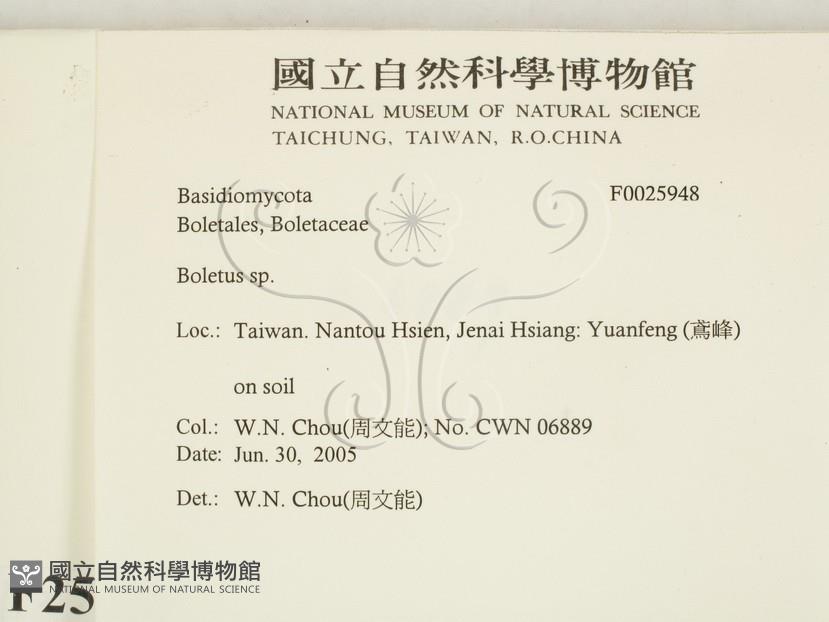 國立自然科學博物館
NATIONAL MUSEUM OF NATURAL SCIENCE
TAICHUNG, TAIWAN, R.O.CHINA
Basidiomycota F0025948
Boletales, Boletaceae
Boletus sp.
Loc.: Taiwan. Nantou Hsien, Jenai Hsiang: Yuanfeng (鳶峰)
on soil
Col.: W.N. Chou(周文能); No. CWN 06889
Date: Jun. 30, 2005
Det.: W.N. Chou(周文能)
國立自然科學博物館
NATIONAL MUSEUM OF NATURAL SCIENCE
F25